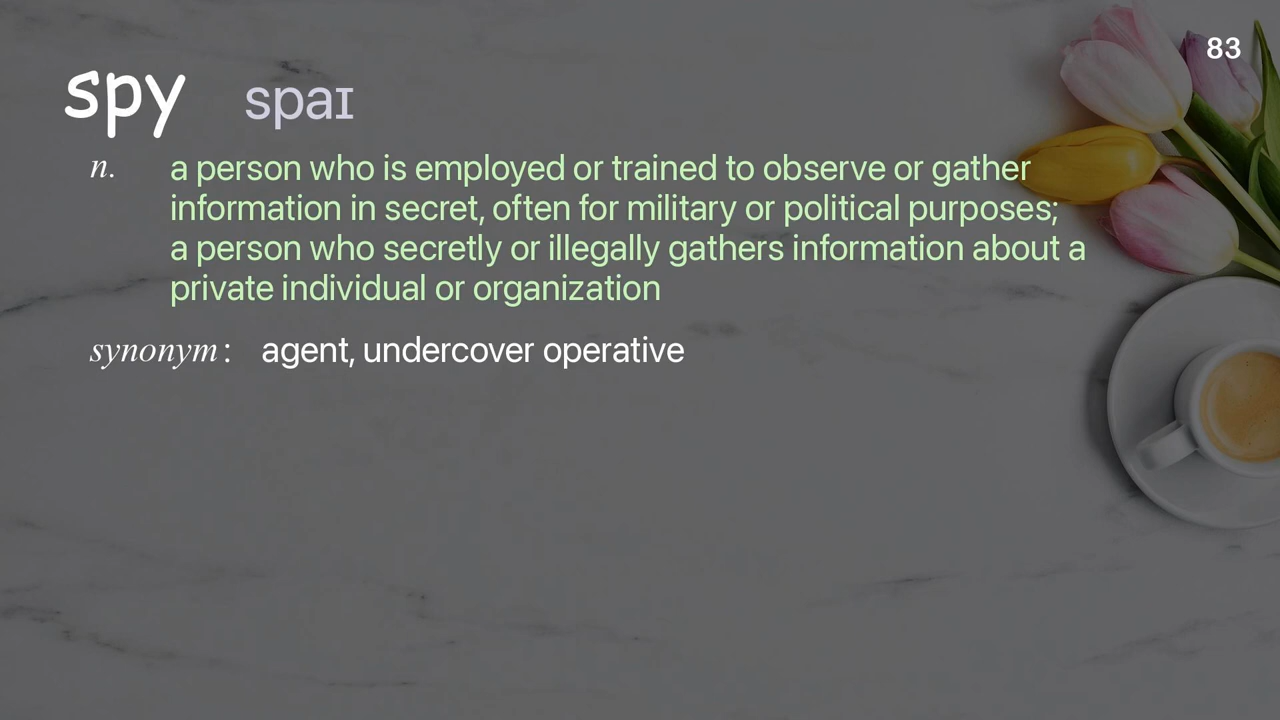 83
spy spaɪ
n. a person who is employed or trained to observe or gather
information in secret, often for military or political purposes;
a person who secretly or illegally gathers information about a
private individual or organization
synonym: agent, undercover operative